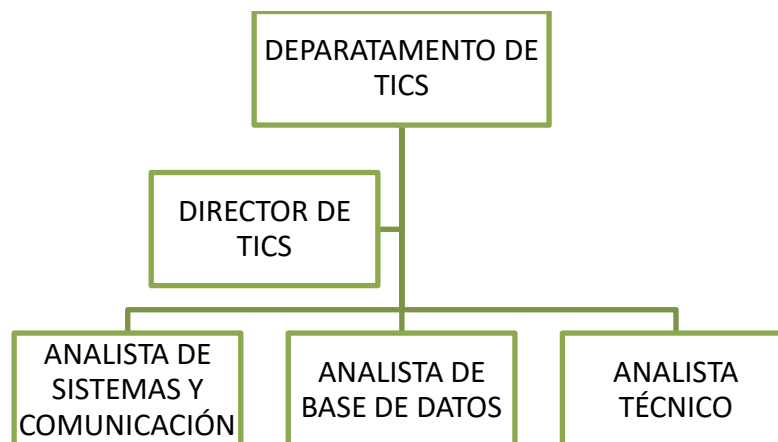 DEPARATAMENTO DE
TICS
DIRECTOR DE
TICS
ANALISTA DE
SISTEMAS Y
COMUNICACIÓN
ANALISTA DE
BASE DE DATOS
ANALISTA
TÉCNICO